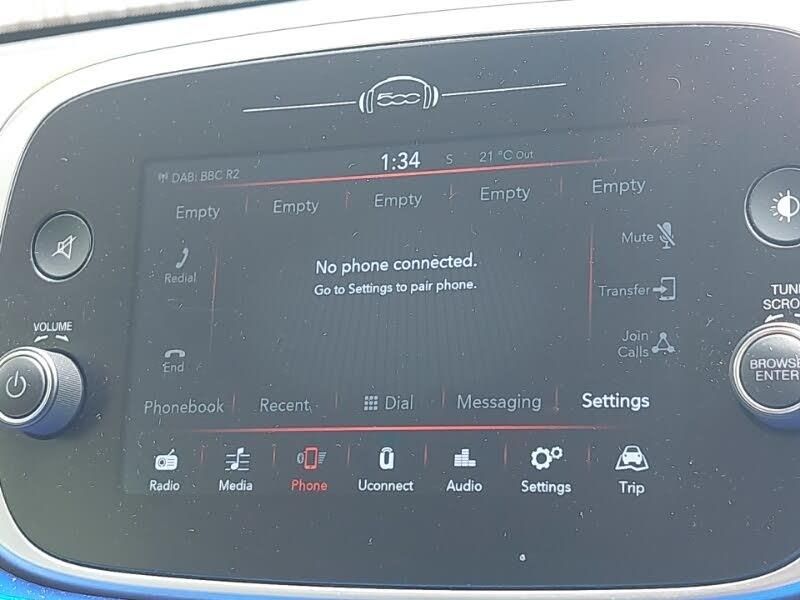 500
DAB: BBC R2
1:34
S
21 °C Out
Empty
Empty
Empty
Empty
Empty
Redial
No phone connected.
Go to Settings to pair phone.
Mute
Transfer
Join
Calls
End
VOLUME
TUNE
SCRO
BROWSE
ENTER
Phonebook
Recent
Dial
Messaging
Settings
Radio
Media
Phone
Uconnect
Audio
Settings
Trip